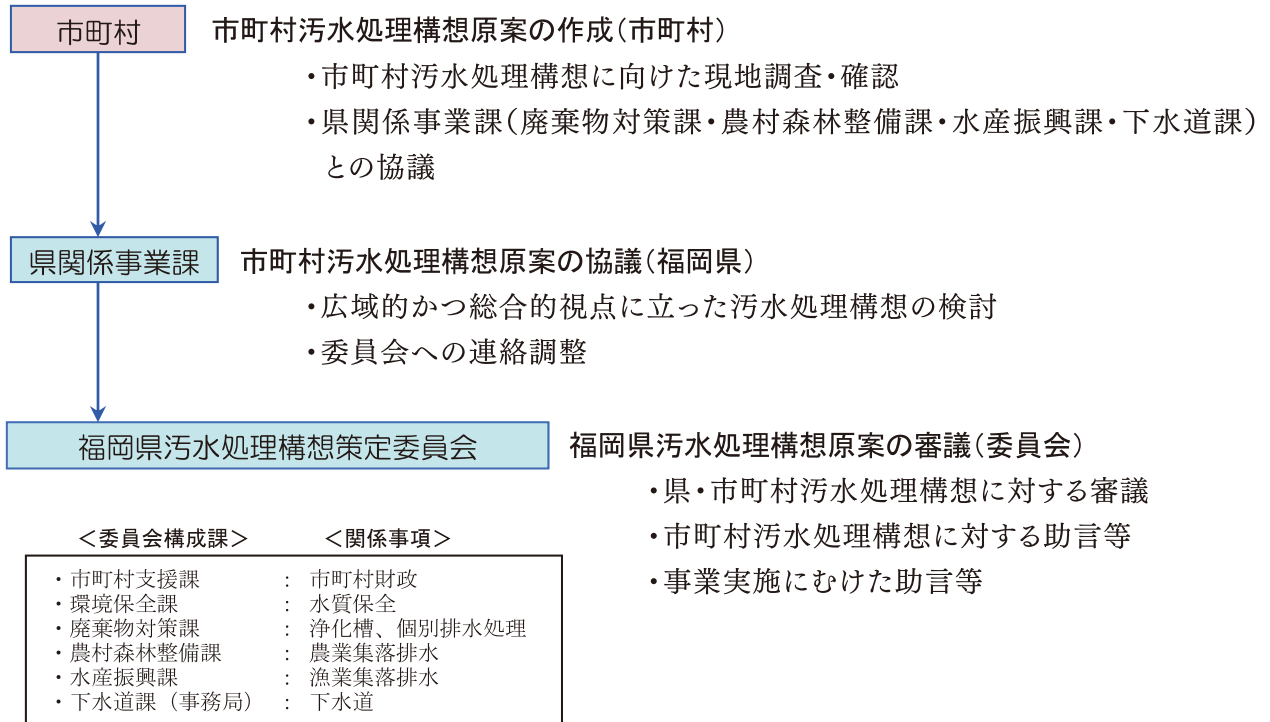 市町村
市町村汚水処理構想原案の作成（市町村）
・市町村汚水処理構想に向けた現地調査・確認
・県関係事業課（廃棄物対策課・農村森林整備課・水産振興課・下水道課）
との協議
県関係事業課
市町村汚水処理構想原案の協議（福岡県）
・広域的かつ総合的視点に立った汚水処理構想の検討
・委員会への連絡調整
福岡県汚水処理構想策定委員会
福岡県汚水処理構想原案の審議（委員会）
・県・市町村汚水処理構想に対する審議
・市町村汚水処理構想に対する助言等
・事業実施にむけた助言等
＜委員会構成課＞ ＜関係事項＞
・市町村支援課 ： 市町村財政
・環境保全課 ： 水質保全
・廃棄物対策課 ： 浄化槽、個別排水処理
・農村森林整備課 ： 農業集落排水
・水産振興課 ： 漁業集落排水
・下水道課（事務局） ： 下水道